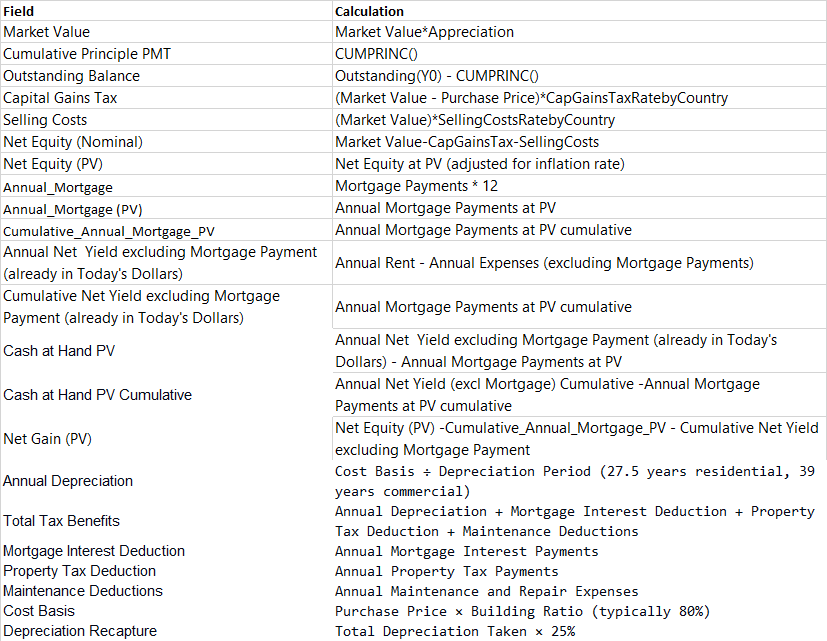 Field Calculation
Market Value Market Value*Appreciation
Cumulative Principle PMT CUMPRINC()
Outstanding Balance Outstanding(Y0) - CUMPRINC()
Capital Gains Tax (Market Value - Purchase Price)*CapGainsTaxRatebyCountry
Selling Costs (Market Value)*SellingCostsRatebyCountry
Net Equity (Nominal) Market Value-CapGainsTax-SellingCosts
Net Equity (PV) Net Equity at PV (adjusted for inflation rate)
Annual_Mortgage Mortgage Payments * 12
Annual_Mortgage (PV) Annual Mortgage Payments at PV
Cumulative_Annual_Mortgage_PV Annual Mortgage Payments at PV cumulative
Annual Net  Yield excluding Mortgage Payment
(already in Today's Dollars)
Annual Rent - Annual Expenses (excluding Mortgage Payments)
Cumulative Net Yield excluding Mortgage
Payment (already in Today's Dollars)
Annual Mortgage Payments at PV cumulative
Cash at Hand PV
Annual Net  Yield excluding Mortgage Payment (already in Today's
Dollars) - Annual Mortgage Payments at PV
Cash at Hand PV Cumulative
Annual Net Yield (excl Mortgage) Cumulative -Annual Mortgage
Payments at PV cumulative
Net Gain (PV)
Net Equity (PV) -Cumulative_Annual_Mortgage_PV - Cumulative Net Yield
excluding Mortgage Payment
Annual Depreciation
Cost Basis ÷ Depreciation Period (27.5 years residential, 39
years commercial)
Total Tax Benefits
Annual Depreciation + Mortgage Interest Deduction + Property
Tax Deduction + Maintenance Deductions
Mortgage Interest Deduction Annual Mortgage Interest Payments
Property Tax Deduction Annual Property Tax Payments
Maintenance Deductions Annual Maintenance and Repair Expenses
Cost Basis Purchase Price × Building Ratio (typically 80%)
Depreciation Recapture Total Depreciation Taken × 25%